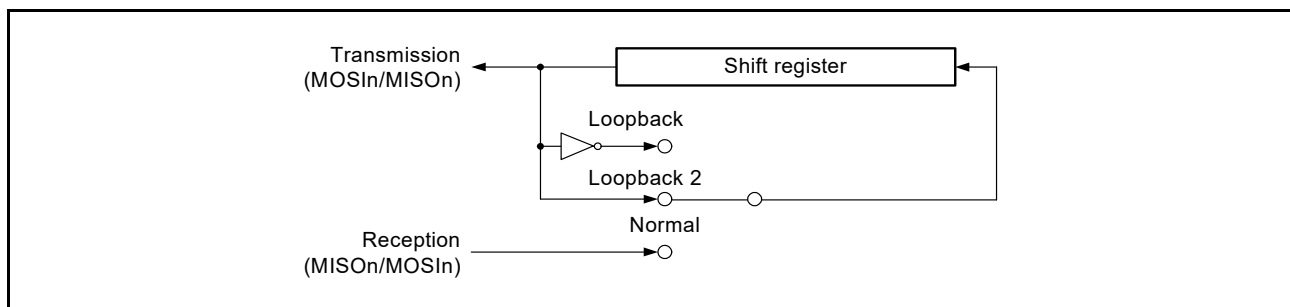 Transmission
(MOSIn/MISOn)
Shift register
Loopback
Loopback 2
Normal
Reception
(MISOn/MOSIn)